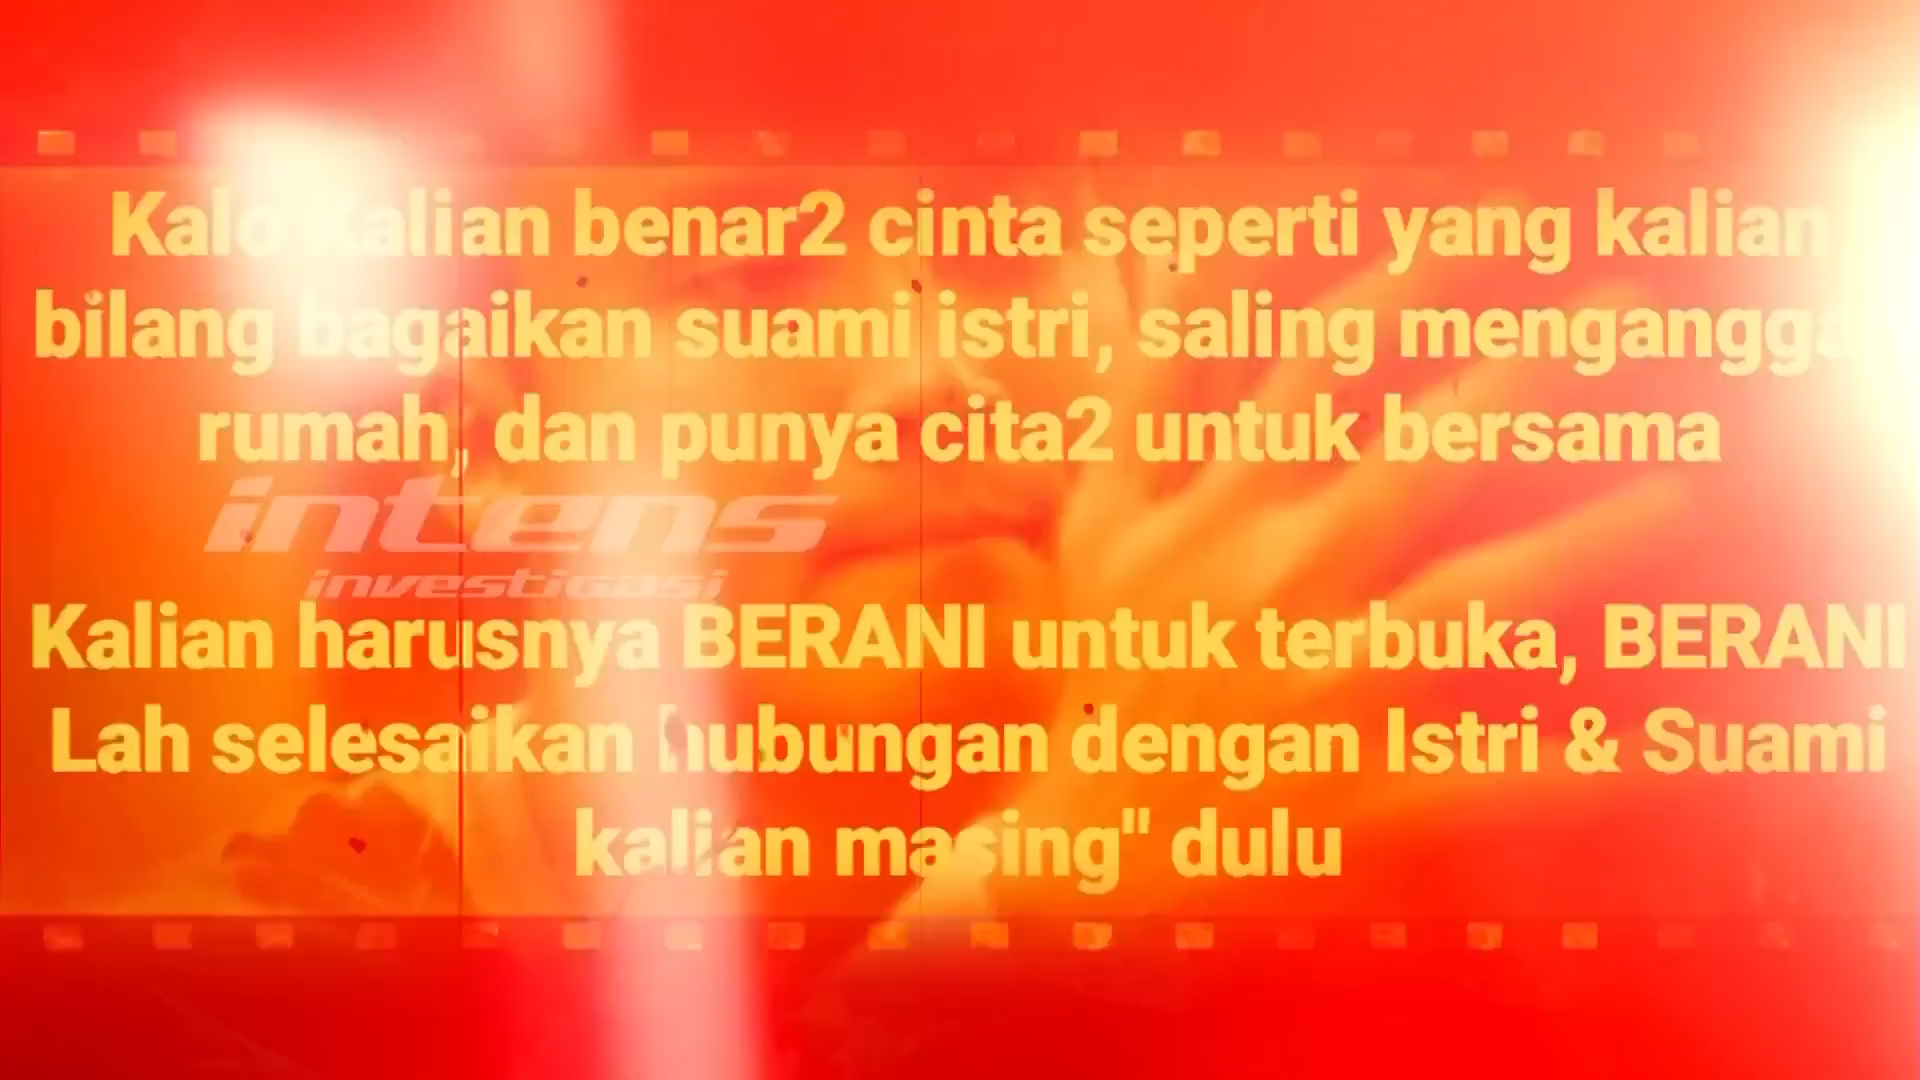 Kalo Kalian benar2 cinta seperti yang kalian
bilang bagaikan suami istri, saling mengangga
rumah, dan punya cita2 untuk bersama
intens
investigasi
Kalian harusnya BERANI untuk terbuka, BERANI
Lah selesaikan hubungan dengan Istri & Suami
kalian masing" dulu